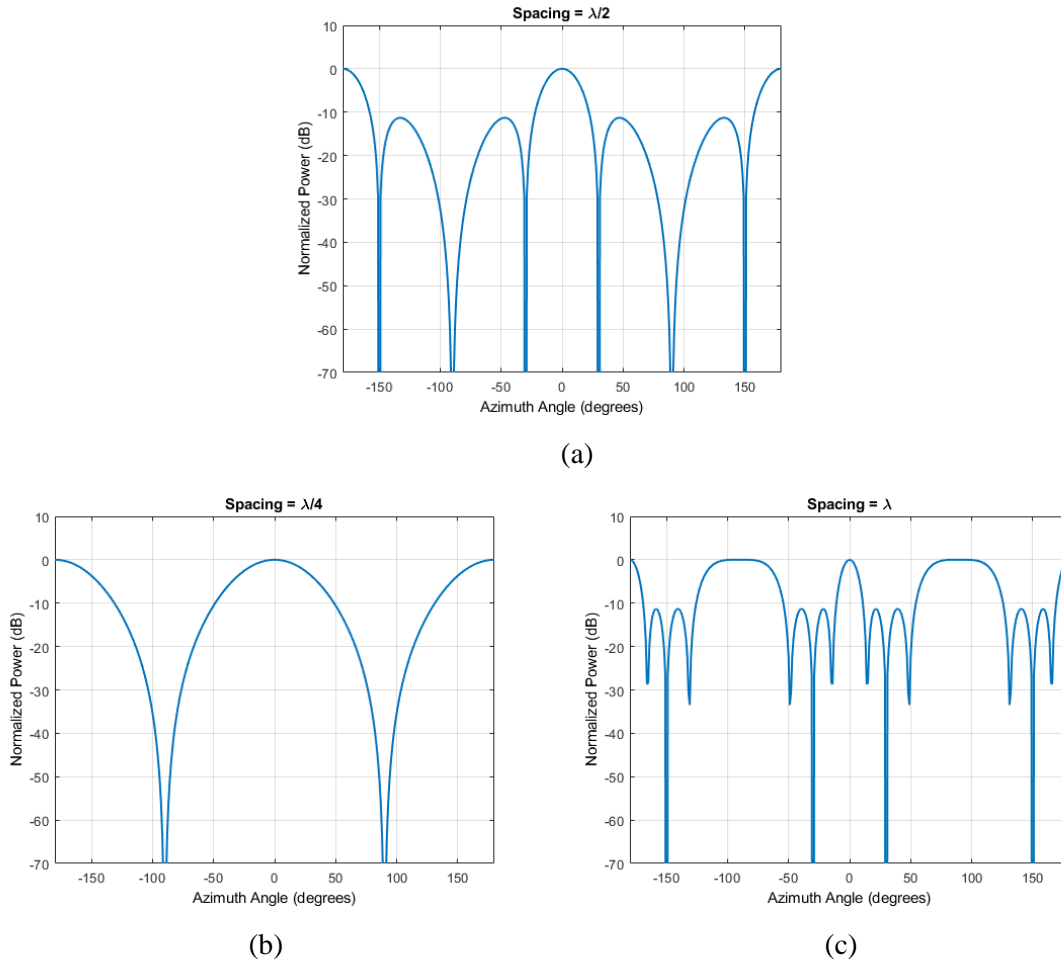 Spacing = λ/2
10
0
-10
-20
-30
-40
-50
-60
-70
Normalized Power (dB)
-150 -100 -50 0 50 100 150
Azimuth Angle (degrees)
(a)
Spacing = λ/4
10
0
-10
-20
-30
-40
-50
-60
-70
Normalized Power (dB)
-150 -100 -50 0 50 100 150
Azimuth Angle (degrees)
(b)
Spacing = λ
10
0
-10
-20
-30
-40
-50
-60
-70
Normalized Power (dB)
-150 -100 -50 0 50 100 150
Azimuth Angle (degrees)
(c)